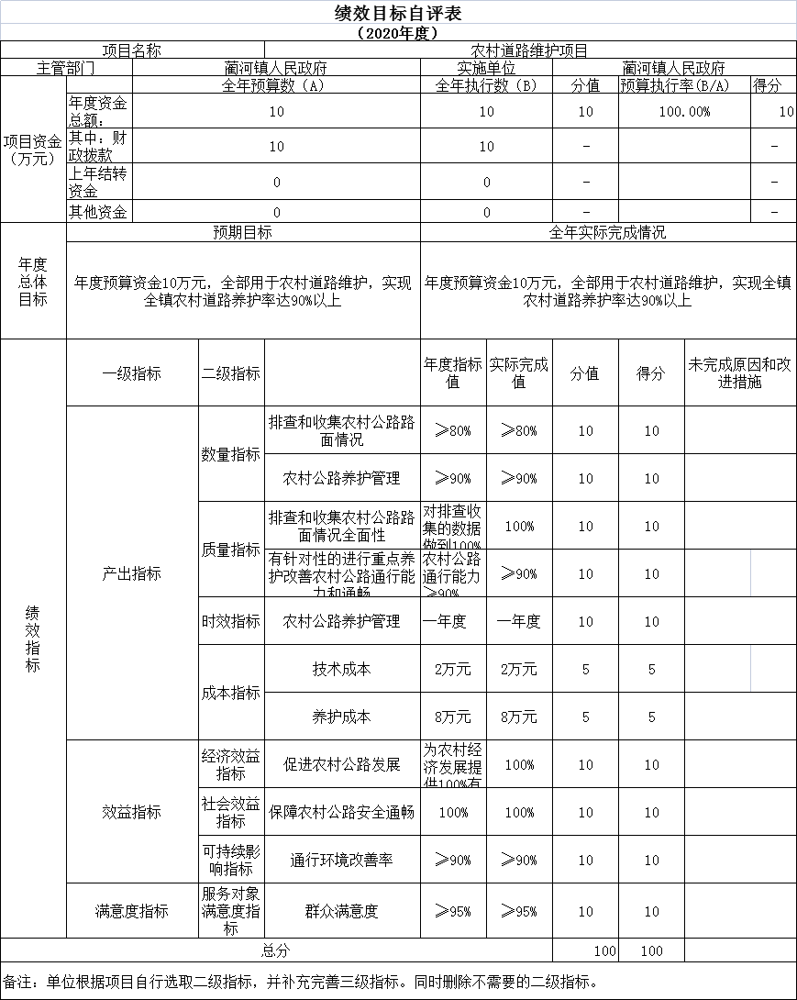 绩效目标自评表
（2020年度）
项目名称 农村道路维护项目
主管部门 蔺河镇人民政府 实施单位 蔺河镇人民政府
项目资金
（万元）
全年预算数（A） 全年执行数（B） 分值 预算执行率(B/A) 得分
年度资金
总额：
10 10 10 100.00% 10
其中：财
政拨款
10 10 - -
上年结转
资金
0 0 - -
其他资金 0 0 - -
年度
总体
目标
预期目标 全年实际完成情况
年度预算资金10万元，全部用于农村道路维护，实现
全镇农村道路养护率达90%以上
年度预算资金10万元，全部用于农村道路维护，实现全镇
农村道路养护率达90%以上
绩
效
指
标
一级指标 二级指标
年度指标
值
实际完成
值
分值 得分
未完成原因和改
进措施
产出指标
数量指标
排查和收集农村公路路
面情况
≥80% ≥80% 10 10
农村公路养护管理 ≥90% ≥90% 10 10
质量指标
排查和收集农村公路路
面情况全面性
对排查收
集的数据
做到100%
100% 10 10
有针对性的进行重点养
护改善农村公路通行能
力和通畅
农村公路
通行能力
≥90%
≥90% 10 10
时效指标 农村公路养护管理 一年度 一年度 10 10
成本指标
技术成本 2万元 2万元 5 5
养护成本 8万元 8万元 5 5
效益指标
经济效益
指标
促进农村公路发展
为农村经
济发展提
供100%有
100% 10 10
社会效益
指标
保障农村公路安全通畅 100% 100% 10 10
可持续影
响指标
通行环境改善率 ≥90% ≥90% 10 10
满意度指标
服务对象
满意度指
标
群众满意度 ≥95% ≥95% 10 10
总分 100 100
备注：单位根据项目自行选取二级指标，并补充完善三级指标。同时删除不需要的二级指标。